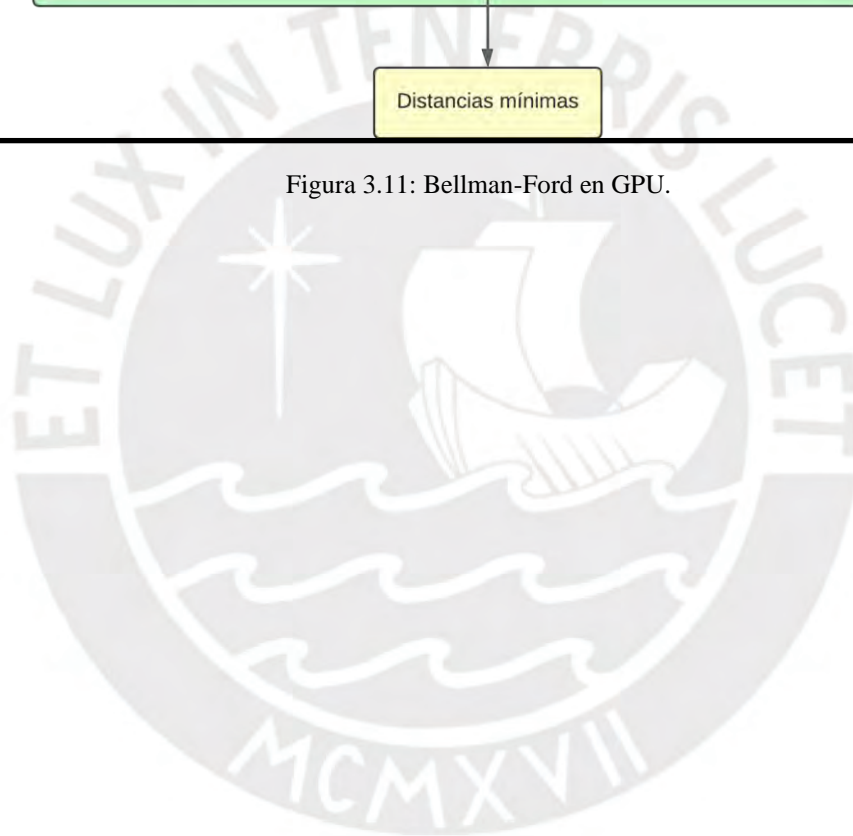 Distancias mínimas
Figura 3.11: Bellman-Ford en GPU.
ET LUX IN TENEBRIS LUCET
MCMXVII